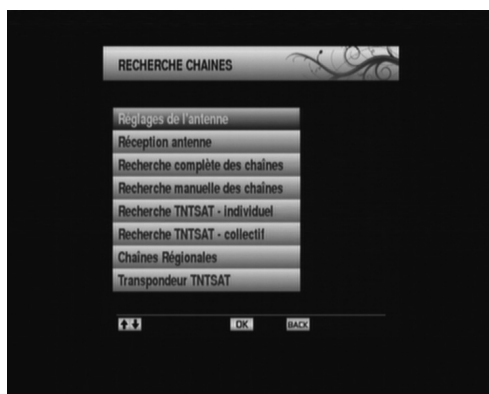 RECHERCHE CHAINES
Réglages de l'antenne
Réception antenne
Recherche complète des chaînes
Recherche manuelle des chaînes
Recherche TNTSAT - individuel
Recherche TNTSAT - collectif
Chaines Régionales
Transpondeur TNTSAT
OK BACK